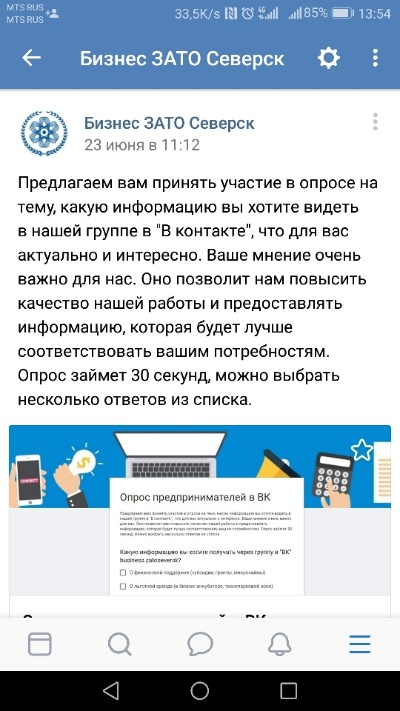 MTS RUS
MTS RUS
33,5K/s
85%
13:54
Бизнес ЗАТО Северск
Бизнес ЗАТО Северск
23 июня в 11:12
Предлагаем вам принять участие в опросе на
тему, какую информацию вы хотите видеть
в нашей группе в "В контакте", что для вас
актуально и интересно. Ваше мнение очень
важно для нас. Оно позволит нам повысить
качество нашей работы и предоставлять
информацию, которая будет лучше
соответствовать вашим потребностям.
Опрос займет 30 секунд, можно выбрать
несколько ответов из списка.
CONNECT
Опрос предпринимателей в ВК
Какую информацию вы хотите получать через группу в "ВК"
business.zatoseversk?
О финансовой поддержке (субсидии, гранты, микрозаймы)
О льготной аренде (в бизнес-инкубаторе, технопарковой зоне)